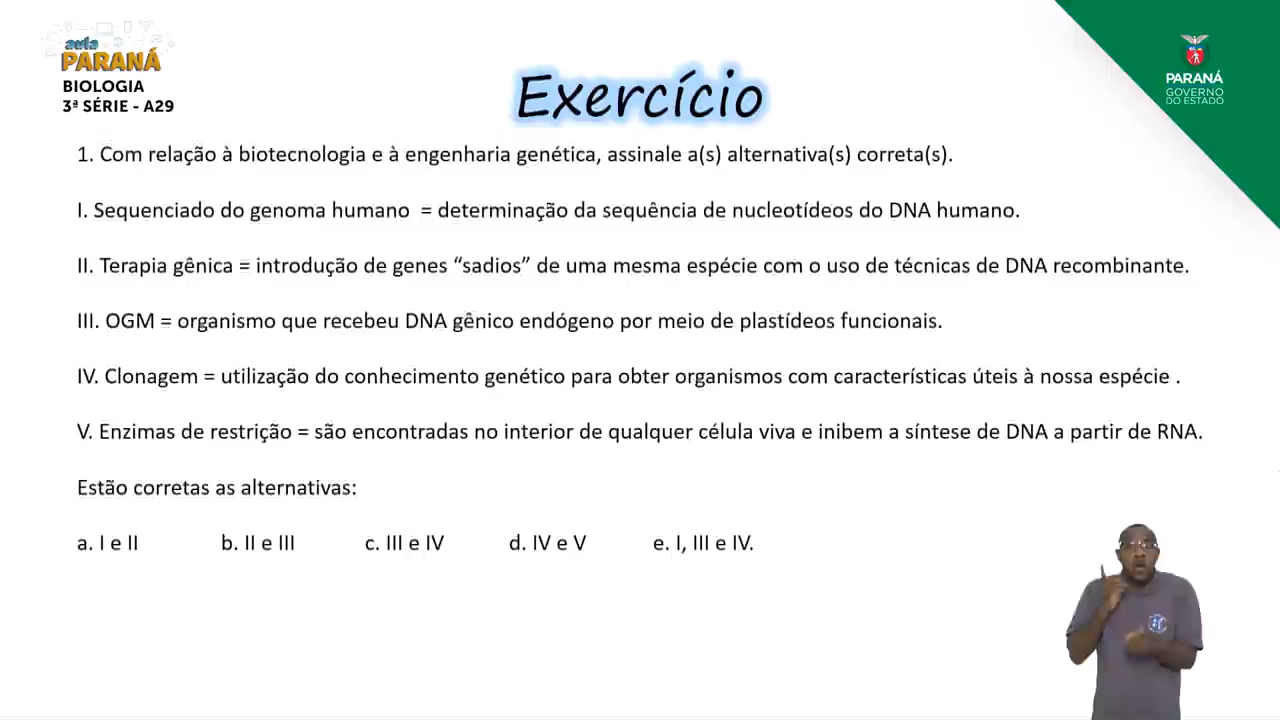 aula
PARANÁ
BIOLOGIA
3ª SÉRIE - A29
PARANÁ
GOVERNO
DO ESTADO
Exercício
1. Com relação à biotecnologia e à engenharia genética, assinale a(s) alternativa(s) correta(s).
I. Sequenciado do genoma humano = determinação da sequência de nucleotídeos do DNA humano.
II. Terapia gênica = introdução de genes “sadios” de uma mesma espécie com o uso de técnicas de DNA recombinante.
III. OGM = organismo que recebeu DNA gênico endógeno por meio de plastídeos funcionais.
IV. Clonagem = utilização do conhecimento genético para obter organismos com características úteis à nossa espécie .
V. Enzimas de restrição = são encontradas no interior de qualquer célula viva e inibem a síntese de DNA a partir de RNA.
Estão corretas as alternativas:
a. I e II b. II e III c. III e IV d. IV e V e. I, III e IV.